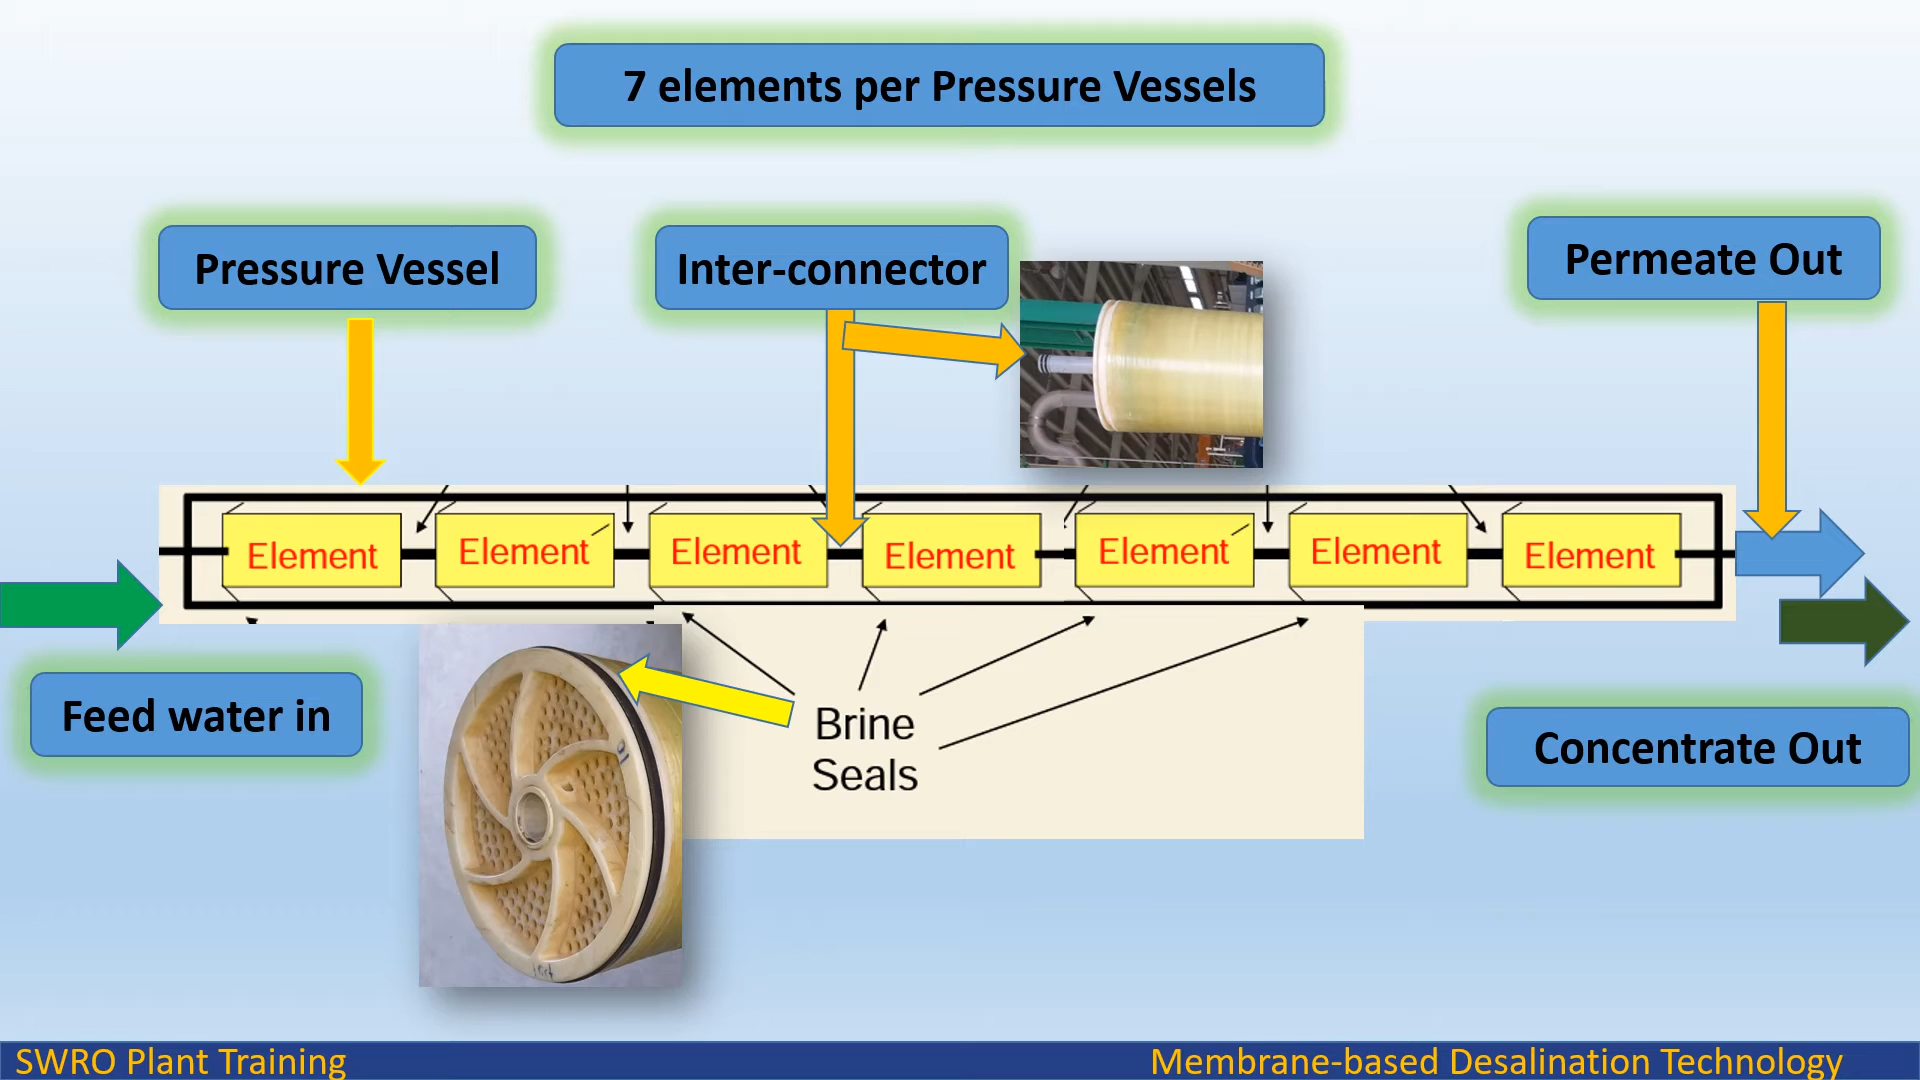 7 elements per Pressure Vessels
Pressure Vessel
Inter-connector
Permeate Out
Element
Element
Element
Element
Element
Element
Element
Feed water in
Brine
Seals
Concentrate Out
SWRO Plant Training
Membrane-based Desalination Technology